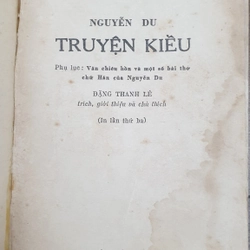 NGUYỄN DU
TRUYỆN KIỀU
Phụ lục: Văn chiêu hồn và một số bài thơ
chữ Hán của Nguyễn Du
ĐẶNG THANH LÊ
trích, giới thiệu và chú thích
(In lần thứ ba)